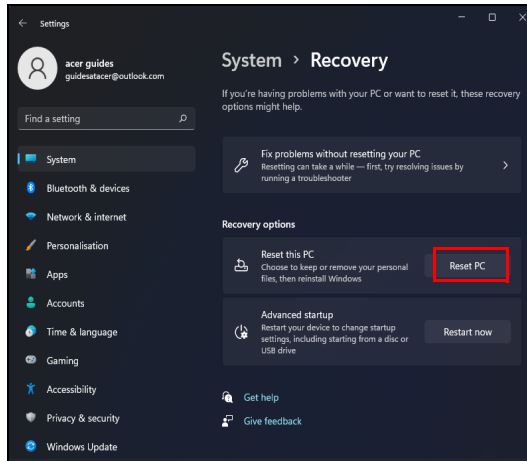 Settings
acer guides
guidesatacer@outlook.com
Find a setting
System
Bluetooth & devices
Network & internet
Personalisation
Apps
Accounts
Time & language
Gaming
Accessibility
Privacy & security
Windows Update
System > Recovery
If you're having problems with your PC or want to reset it, these recovery
options might help.
Fix problems without resetting your PC
Resetting can take a while — first, try resolving issues by
running a troubleshooter
Recovery options
Reset this PC
Choose to keep or remove your personal
files, then reinstall Windows
Reset PC
Advanced startup
Restart your device to change startup
settings, including starting from a disc or
USB drive
Restart now
Get help
Give feedback